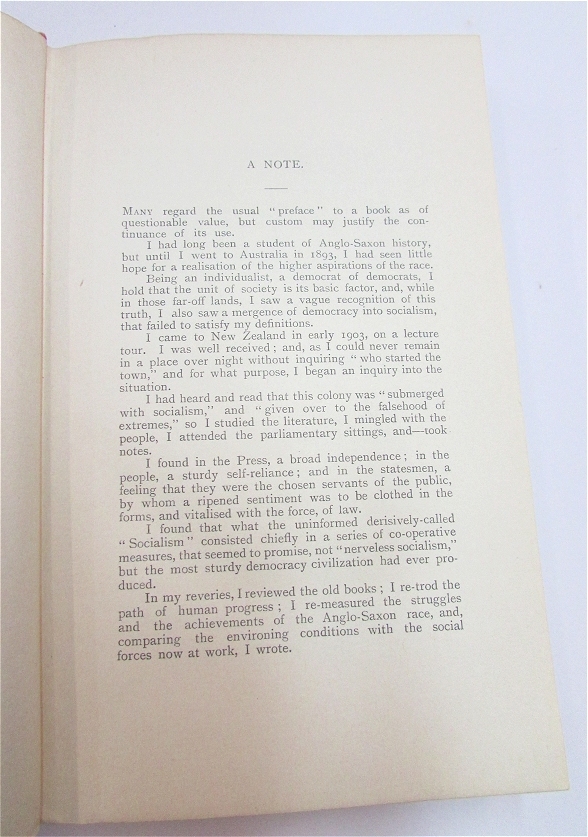 A NOTE.
MANY regard the usual "preface" to a book as of
questionable value, but custom may justify the con-
tinuance of its use.
I had long been a student of Anglo-Saxon history,
but until I went to Australia in 1893, I had seen little
hope for a realisation of the higher aspirations of the race.
Being an individualist, a democrat of democrats, I
hold that the unit of society is its basic factor, and, while
in those far-off lands, I saw a vague recognition of this
truth, I also saw a mergence of democracy into socialism,
that failed to satisfy my definitions.
I came to New Zealand in early 1903, on a lecture
tour. I was well received; and, as I could never remain
in a place over night without inquiring "who started the
town," and for what purpose, I began an inquiry into the
situation.
I had heard and read that this colony was "submerged
with socialism," and "given over to the falsehood of
extremes," so I studied the literature, I mingled with the
people, I attended the parliamentary sittings, and—took
notes.
I found in the Press, a broad independence; in the
people, a sturdy self-reliance; and in the statesmen, a
feeling that they were the chosen servants of the public,
by whom a ripened sentiment was to be clothed in the
forms, and vitalised with the force, of law.
I found that what the uninformed derisively-called
"Socialism" consisted chiefly in a series of co-operative
measures, that seemed to promise, not "nerveless socialism,"
but the most sturdy democracy civilization had ever pro-
duced.
In my reveries, I reviewed the old books; I re-trod the
path of human progress; I re-measured the struggles
and the achievements of the Anglo-Saxon race, and,
comparing the environing conditions with the social
forces now at work, I wrote.